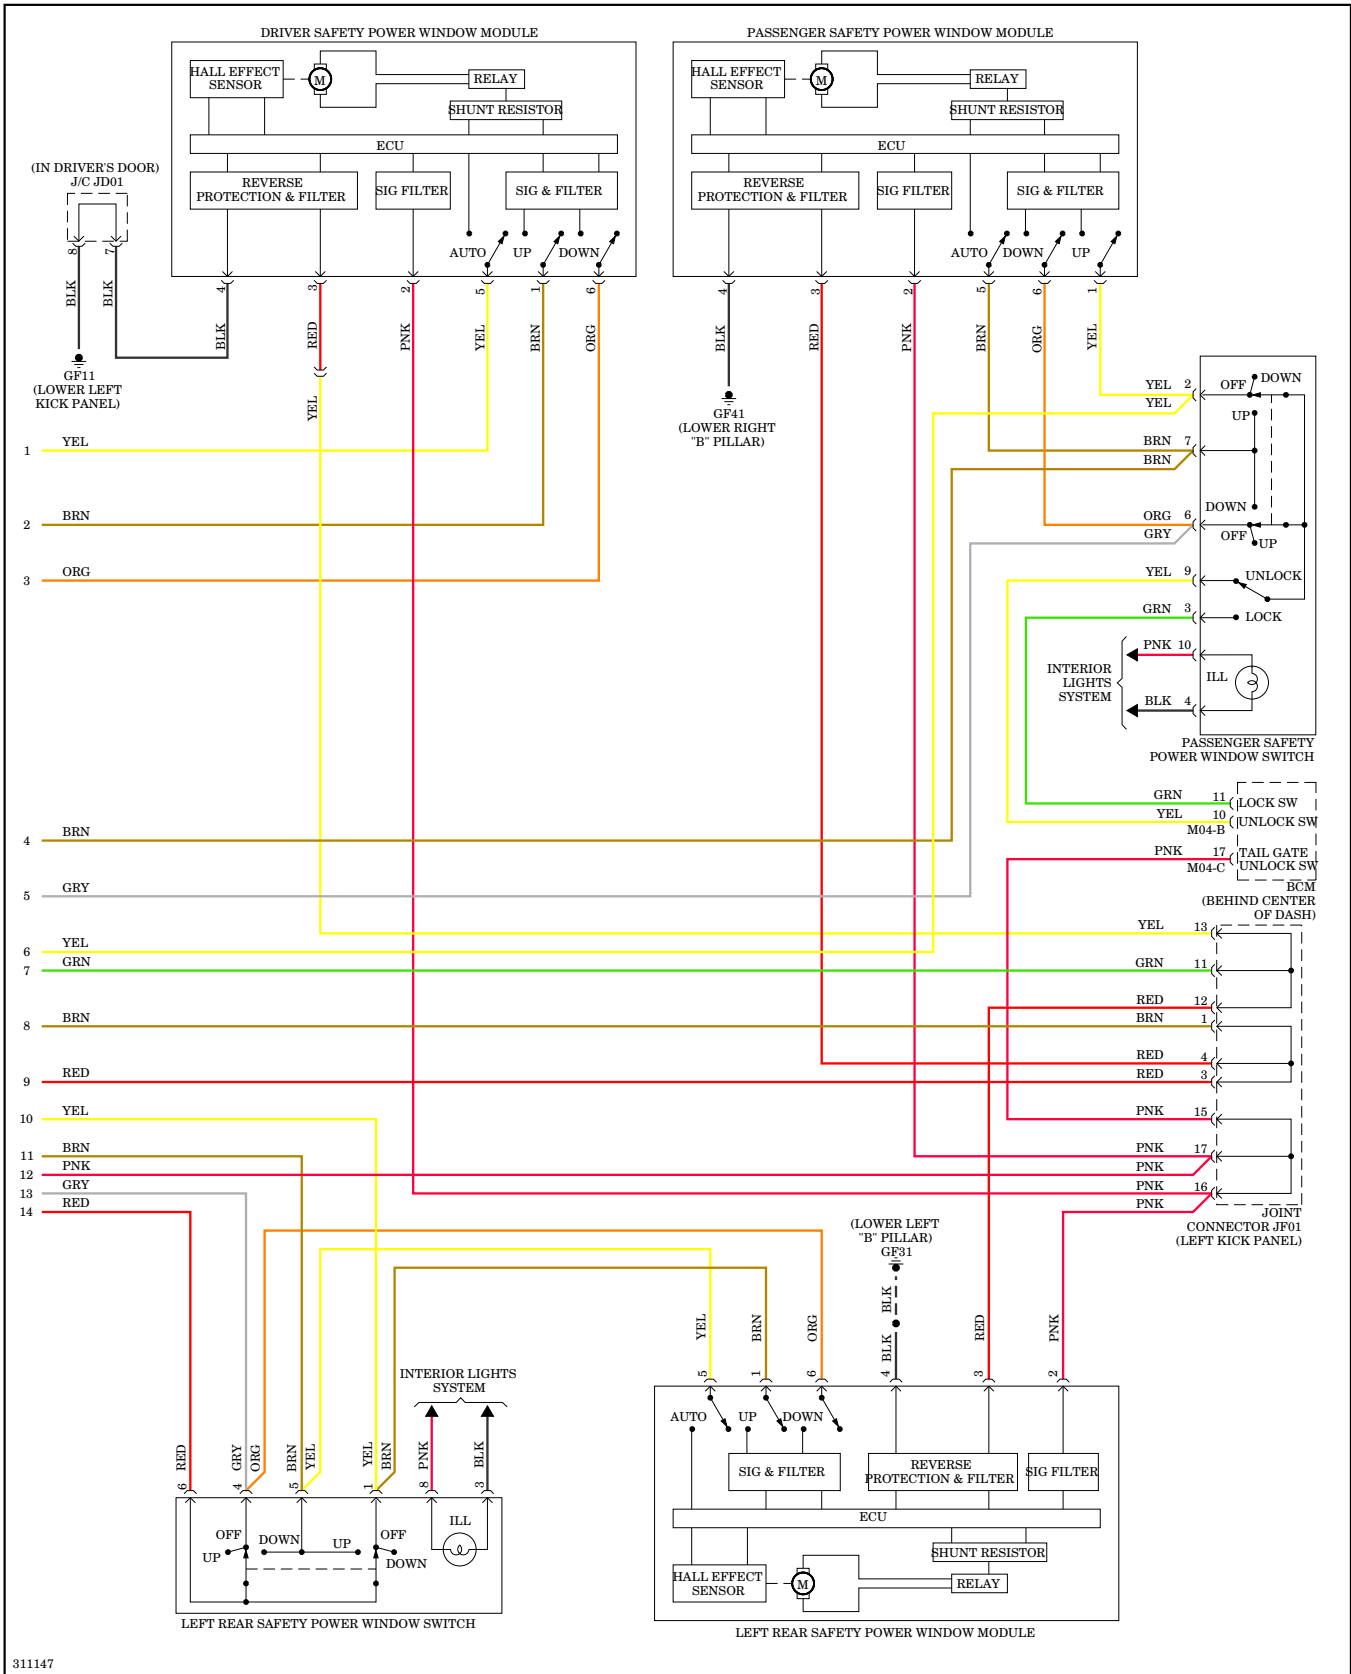 DRIVER SAFETY POWER WINDOW MODULE
PASSENGER SAFETY POWER WINDOW MODULE
HALL EFFECT
SENSOR
M
RELAY
SHUNT RESISTOR
ECU
REVERSE
PROTECTION & FILTER
SIG FILTER
SIG & FILTER
AUTO
UP
DOWN
4
3
2
5
1
6
BLK
RED
PNK
YEL
BRN
ORG
YEL
HALL EFFECT
SENSOR
M
RELAY
SHUNT RESISTOR
ECU
REVERSE
PROTECTION & FILTER
SIG FILTER
SIG & FILTER
AUTO
DOWN
UP
4
3
2
5
6
1
BLK
RED
PNK
BRN
ORG
YEL
(IN DRIVER'S DOOR)
J/C JD01
8
7
BLK
BLK
GF11
(LOWER LEFT
KICK PANEL)
GF41
(LOWER RIGHT
"B" PILLAR)
YEL 2
YEL
BRN 7
BRN
ORG 6
GRY
YEL 9
GRN 3
PNK 10
BLK 4
OFF
DOWN
UP
DOWN
OFF
UP
UNLOCK
LOCK
ILL
INTERIOR
LIGHTS
SYSTEM
PASSENGER SAFETY
POWER WINDOW SWITCH
GRN 11 LOCK SW
YEL 10 UNLOCK SW
M04-B
PNK 17 TAIL GATE
M04-C UNLOCK SW
BCM
(BEHIND CENTER
OF DASH)
1 YEL
2 BRN
3 ORG
4 BRN
5 GRY
6 YEL
7 GRN
8 BRN
9 RED
10 YEL
11 BRN
12 PNK
13 GRY
14 RED
YEL 13
GRN 11
RED 12
BRN 1
RED 4
RED 3
PNK 15
PNK 17
PNK
PNK 16
PNK
JOINT
CONNECTOR JF01
(LEFT KICK PANEL)
(LOWER LEFT
"B" PILLAR)
GF31
BLK
YEL
BRN
ORG
BLK
RED
PNK
5
1
6
4
3
2
AUTO
UP
DOWN
SIG & FILTER
REVERSE
PROTECTION & FILTER
SIG FILTER
ECU
SHUNT RESISTOR
HALL EFFECT
SENSOR
M
RELAY
LEFT REAR SAFETY POWER WINDOW MODULE
INTERIOR LIGHTS
SYSTEM
RED
GRY
ORG
BRN
YEL
YEL
BRN
PNK
BLK
6
4
5
1
8
3
OFF
UP
DOWN
UP
OFF
DOWN
ILL
LEFT REAR SAFETY POWER WINDOW SWITCH
311147